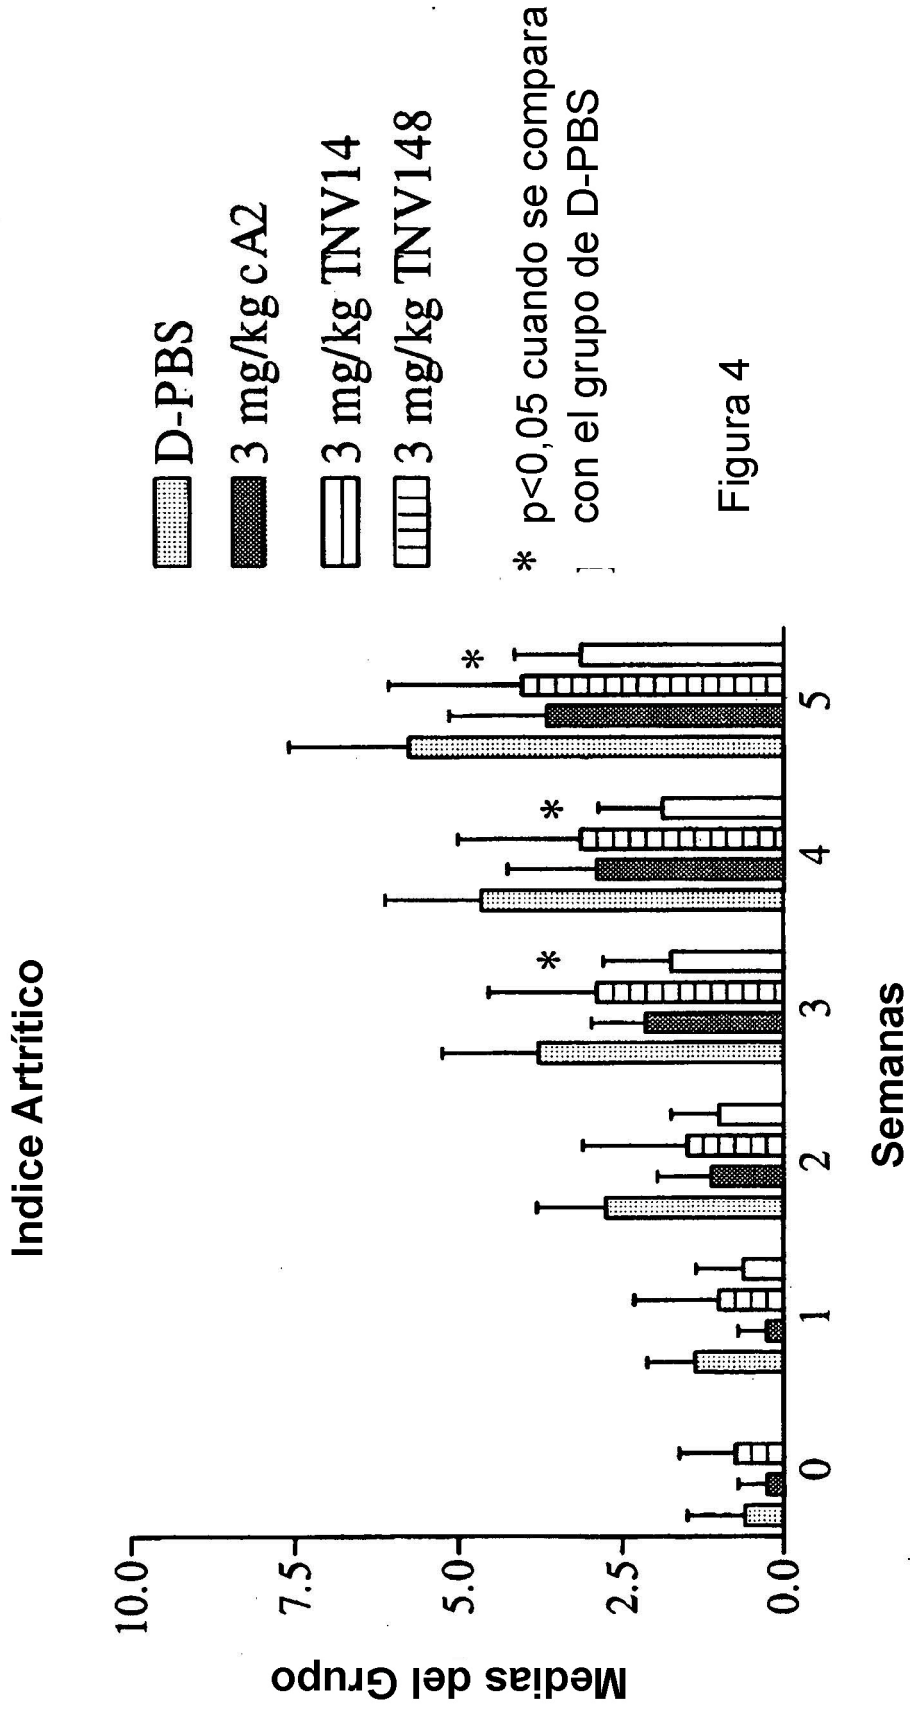 Indice Artrítico
D-PBS
3 mg/kg cA2
3 mg/kg TNV14
3 mg/kg TNV148
* p<0,05 cuando se compara
con el grupo de D-PBS
Figura 4
Medias del Grupo
10.0
7.5
5.0
2.5
0.0
* * *
0 1 2 3 4 5
Semanas